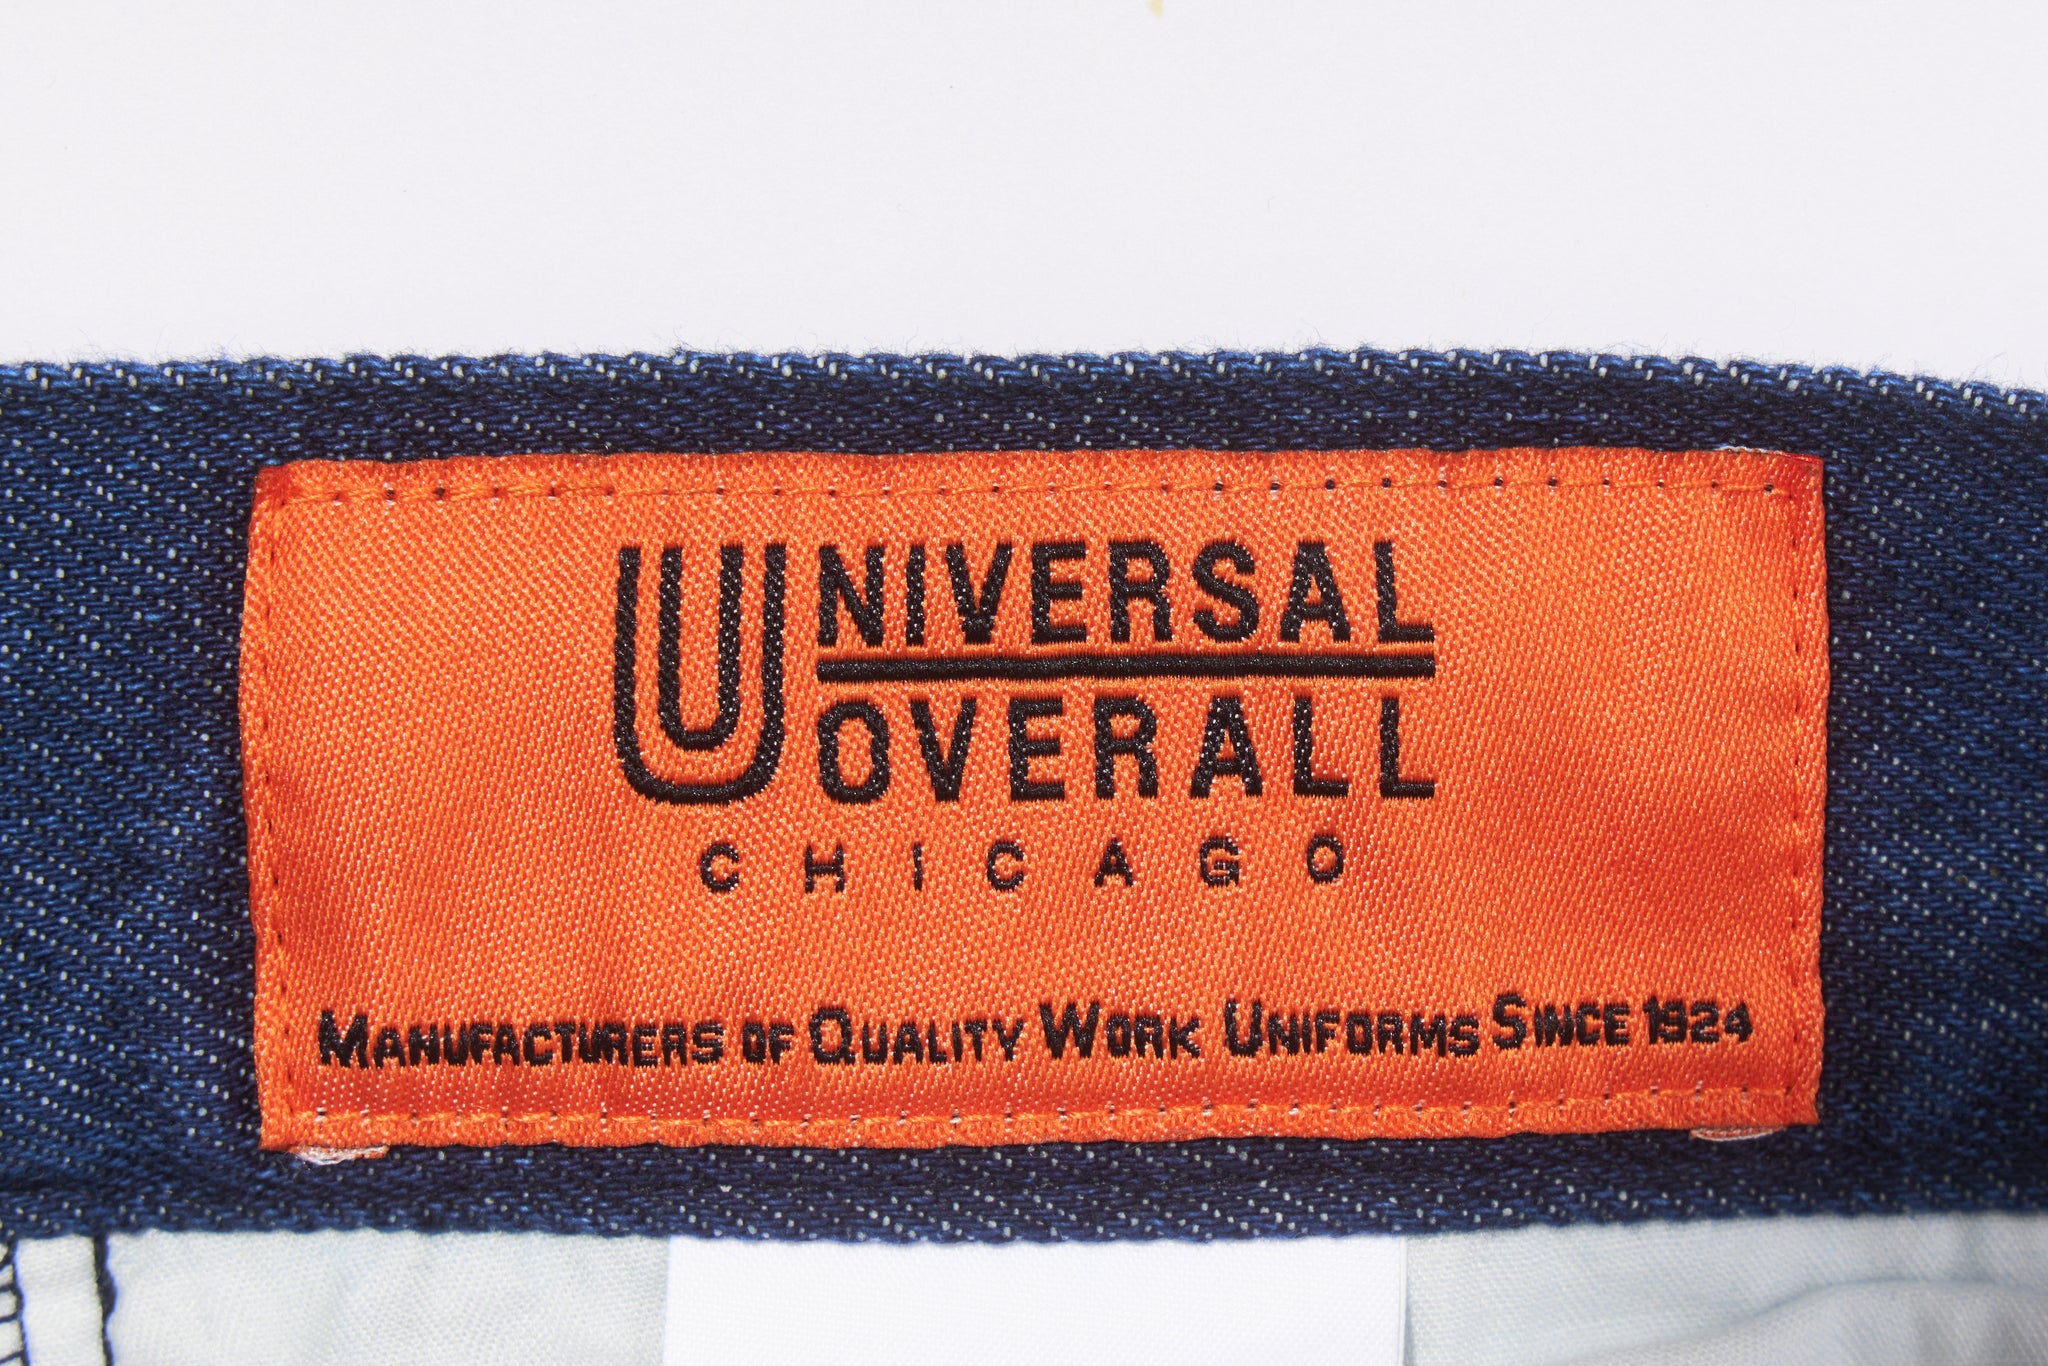 UNIVERSAL
OVERALL
CHICAGO
MANUFACTURERS OF QUALITY WORK UNIFORMS SINCE 1924